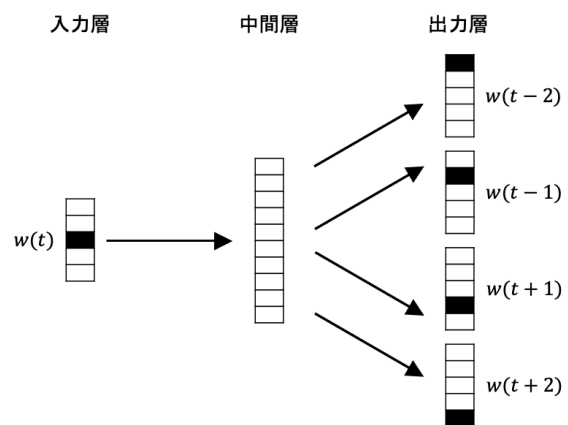 入力層 中間層 出力層
w(t − 2)
w(t − 1)
w(t)
w(t + 1)
w(t + 2)